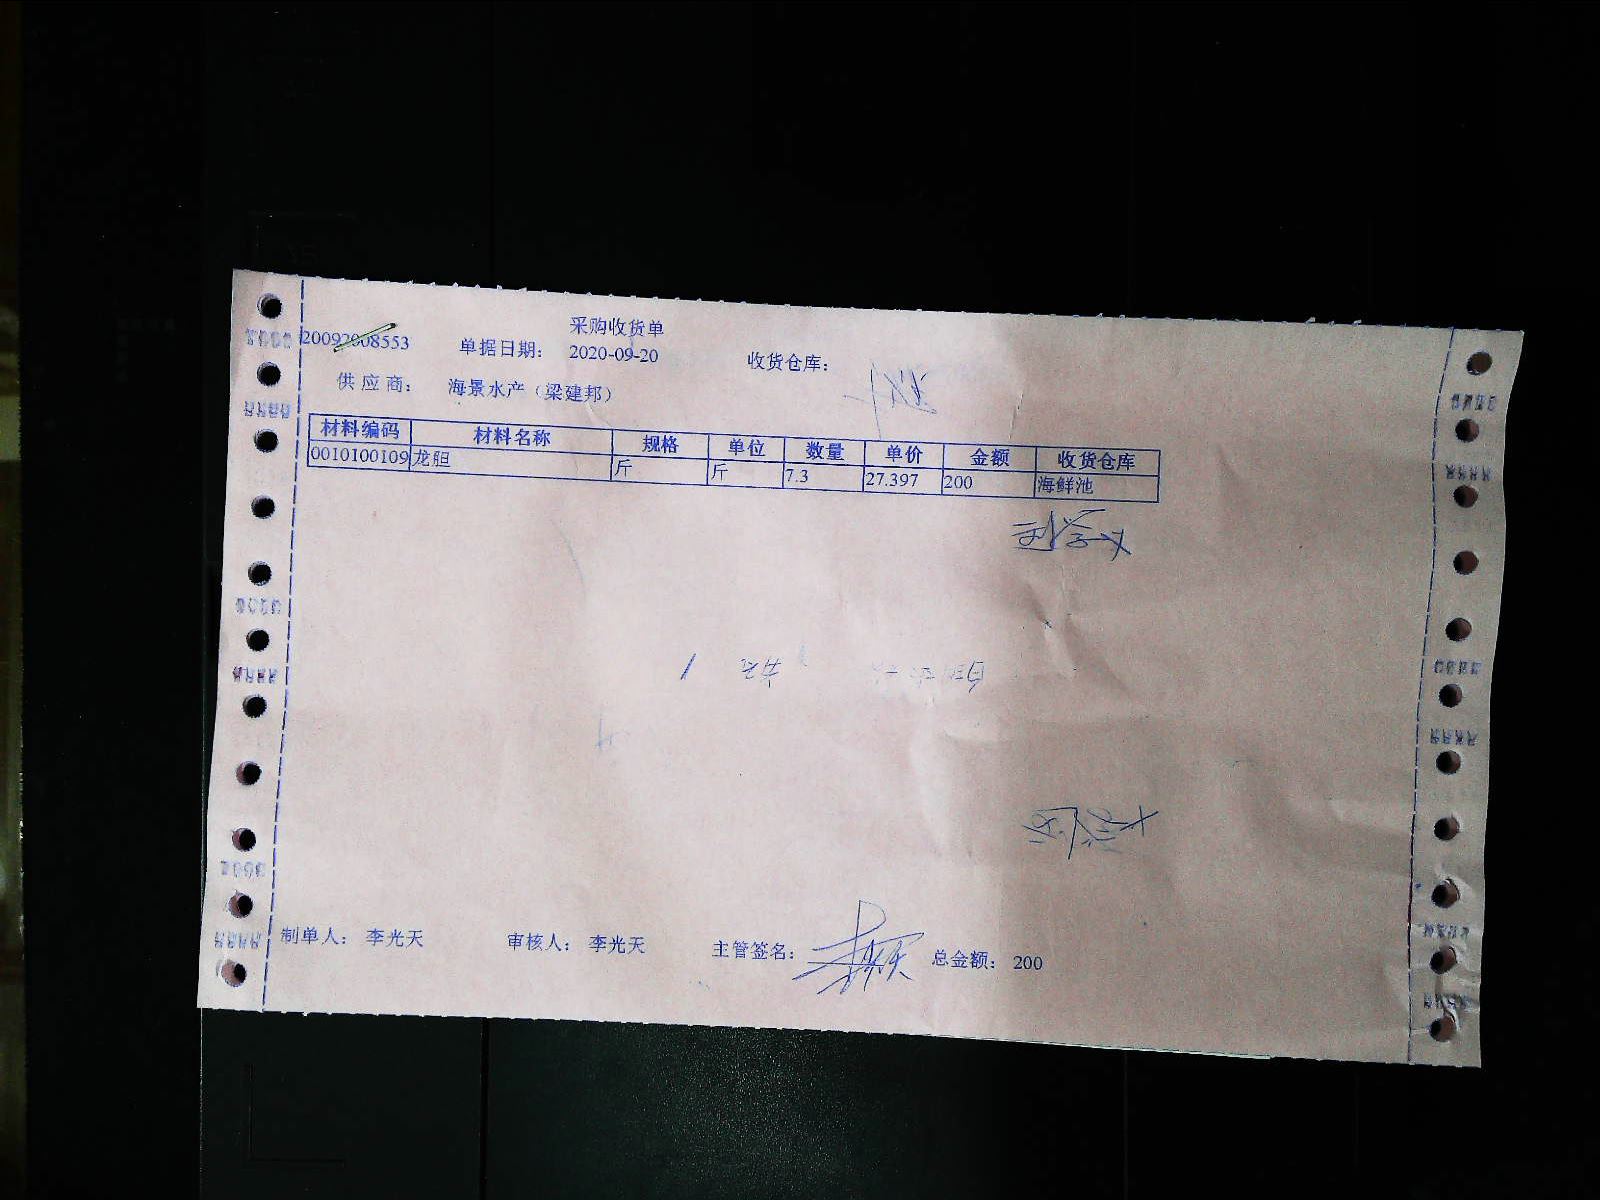 采购收货单
20092008553 单据日期: 2020-09-20 收货仓库:
供应商: 海景水产（梁建邦）
材料编码 材料名称 规格 单位 数量 单价 金额 收货仓库
0010100109 龙胆 斤 斤 7.3 27.397 200 海鲜池
制单人: 李光天 审核人: 李光天 主管签名: 总金额: 200